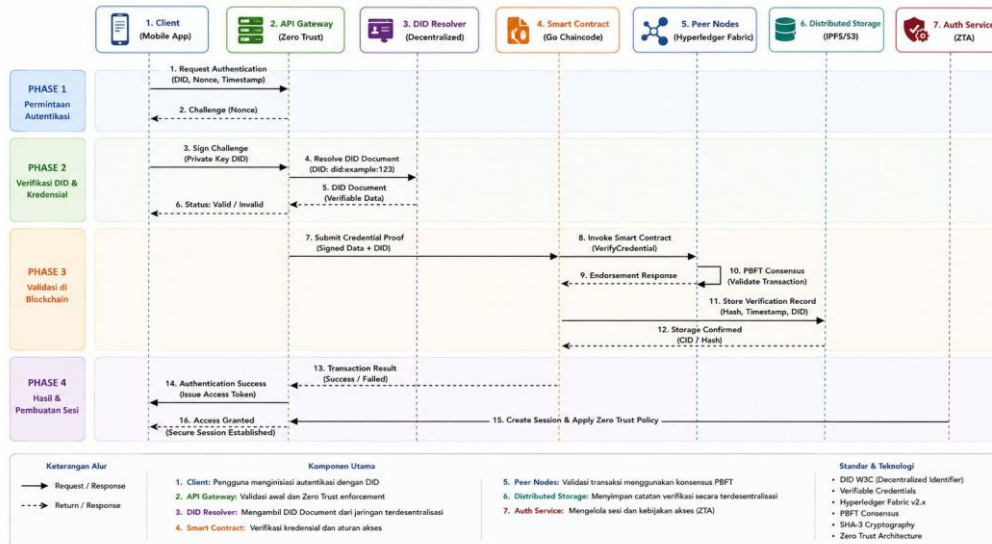 1. Client
(Mobile App)
2. API Gateway
(Zero Trust)
3. DID Resolver
(Decentralized)
4. Smart Contract
(Go Chaincode)
5. Peer Nodes
(Hyperledger Fabric)
6. Distributed Storage
(IPFS/S3)
7. Auth Service
(ZTA)
PHASE 1
Permintaan
Autentikasi
1. Request Authentication
(DID, Nonce, Timestamp)
2. Challenge (Nonce)
PHASE 2
Verifikasi DID &
Kredensial
3. Sign Challenge
(Private Key DID)
4. Resolve DID Document
(DID: did:example:123)
5. DID Document
(Verifiable Data)
6. Status: Valid / Invalid
PHASE 3
Validasi di
Blockchain
7. Submit Credential Proof
(Signed Data + DID)
8. Invoke Smart Contract
(VerifyCredential)
9. Endorsement Response
10. PBFT Consensus
(Validate Transaction)
11. Store Verification Record
(Hash, Timestamp, DID)
12. Storage Confirmed
(CID / Hash)
PHASE 4
Hasil &
Pembuatan Sesi
13. Transaction Result
(Success / Failed)
14. Authentication Success
(Issue Access Token)
15. Create Session & Apply Zero Trust Policy
16. Access Granted
(Secure Session Established)
Keterangan Alur
Request / Response
Return / Response
Komponen Utama
1. Client: Pengguna menginisiasi autentikasi dengan DID
2. API Gateway: Validasi awal dan Zero Trust enforcement
3. DID Resolver: Mengambil DID Document dari jaringan terdesentralisasi
4. Smart Contract: Verifikasi kredensial dan aturan akses
5. Peer Nodes: Validasi transaksi menggunakan konsensus PBFT
6. Distributed Storage: Menyimpan catatan verifikasi secara terdesentralisasi
7. Auth Service: Mengelola sesi dan kebijakan akses (ZTA)
Standar & Teknologi
• DID W3C (Decentralized Identifier)
• Verifiable Credentials
• Hyperledger Fabric v2.x
• PBFT Consensus
• SHA-3 Cryptography
• Zero Trust Architecture